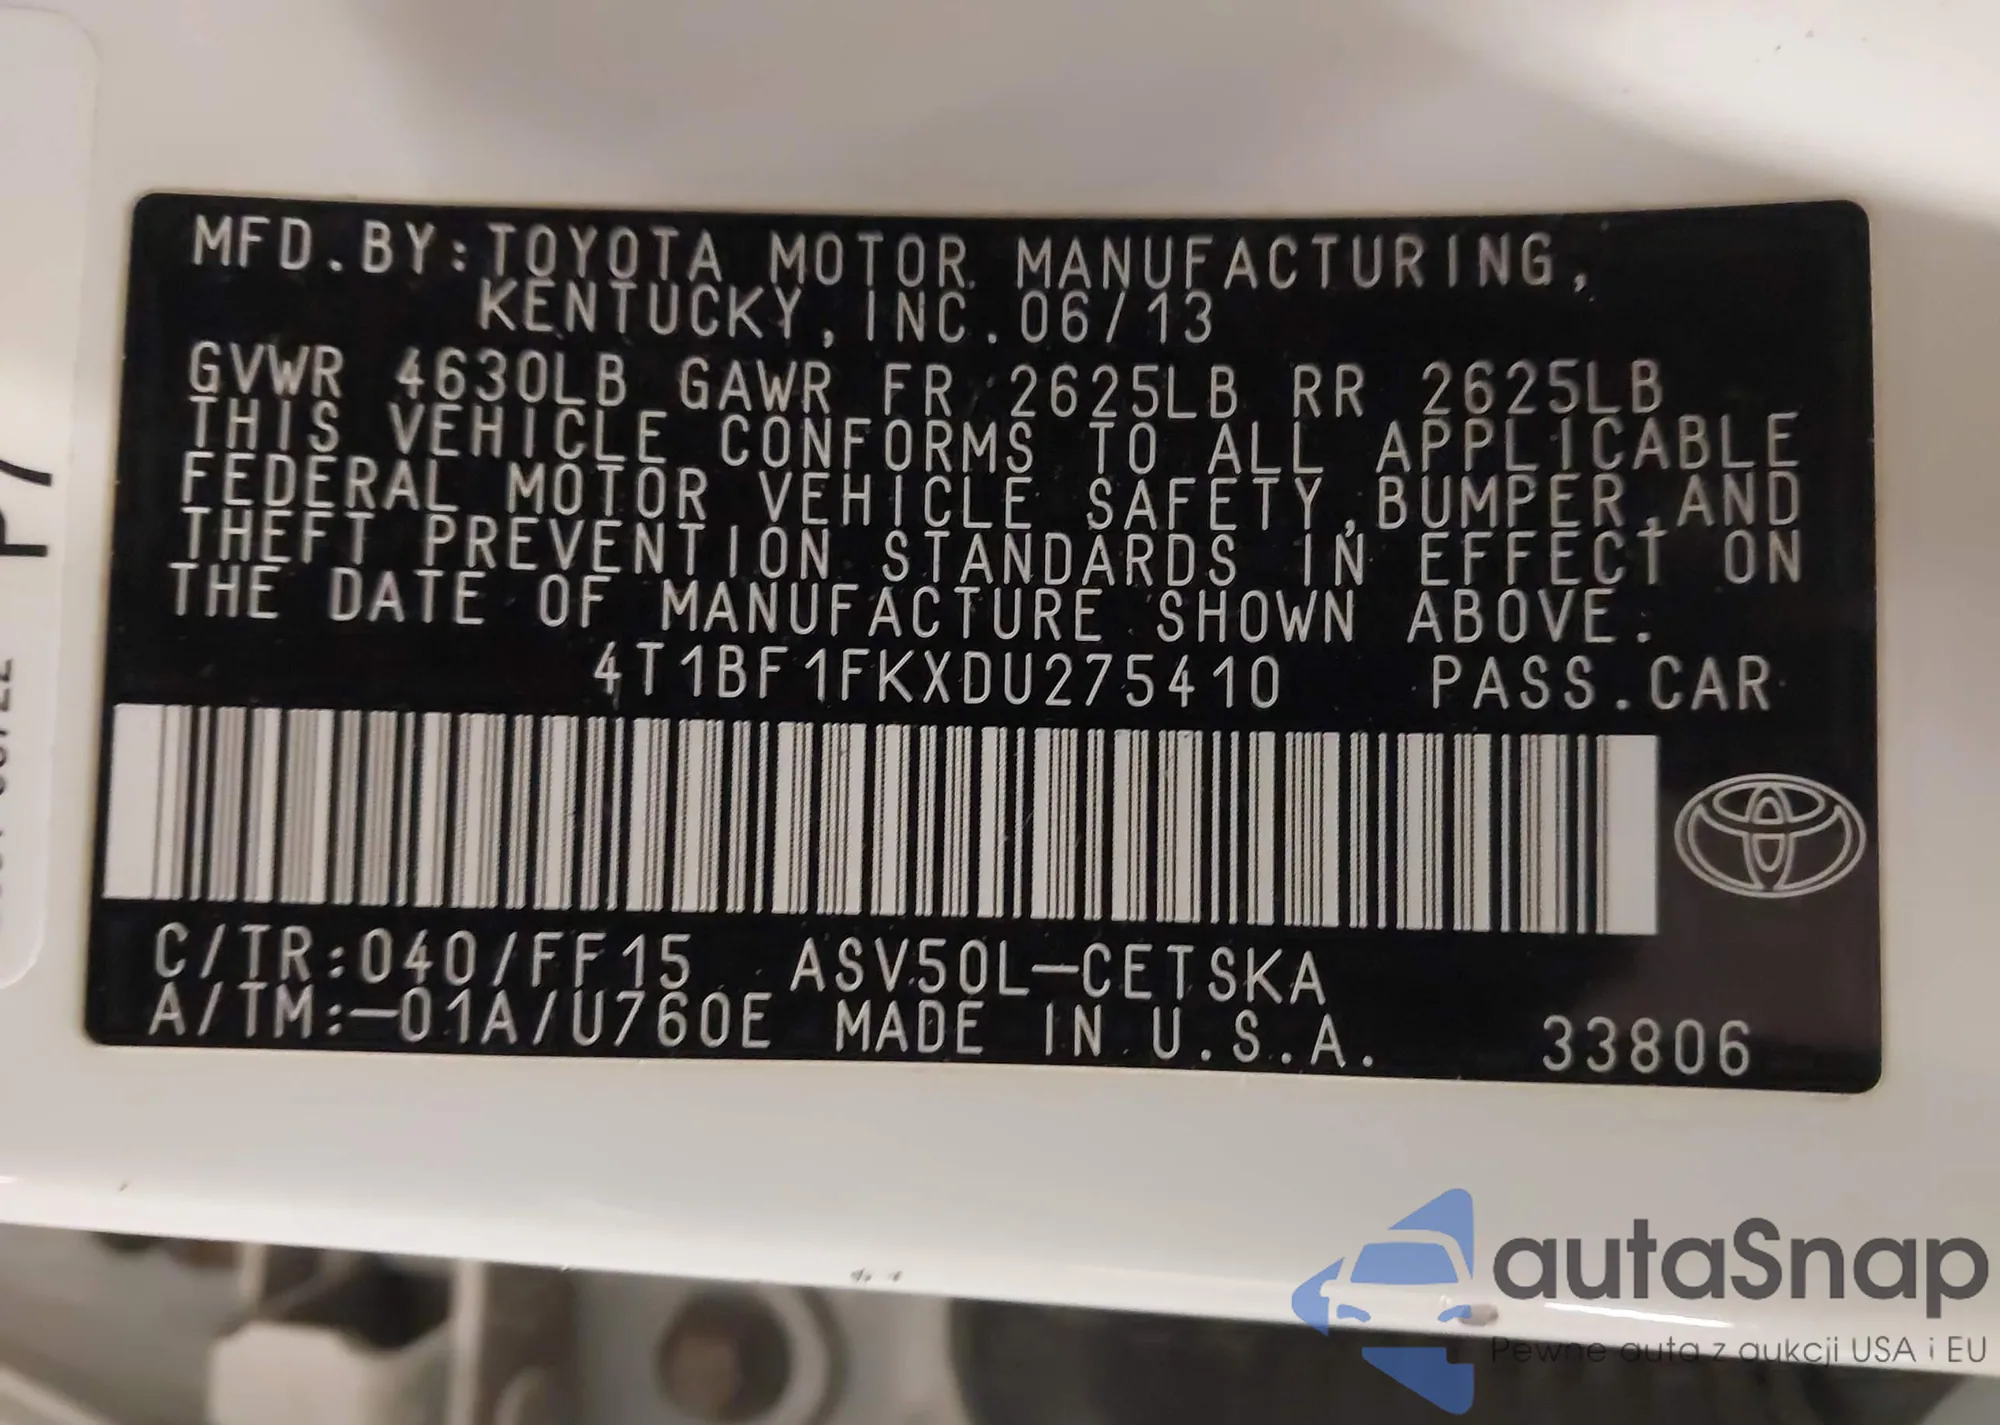 MFD.BY:TOYOTA MOTOR MANUFACTURING,
KENTUCKY, INC.06/13
GVWR 4630LB GAWR FR 2625LB RR 2625LB
THIS VEHICLE CONFORMS TO ALL APPLICABLE
FEDERAL MOTOR VEHICLE SAFETY,BUMPER,AND
THEFT PREVENTION STANDARDS IN EFFECT ON
THE DATE OF MANUFACTURE SHOWN ABOVE.
4T1BF1FKXDU275410 PASS.CAR
C/TR:040/FF15 ASV50L-CETSKA
A/TM:-01A/U760E MADE IN U.S.A. 33806
autaSnap
Pewne auta z aukcji USA i EU